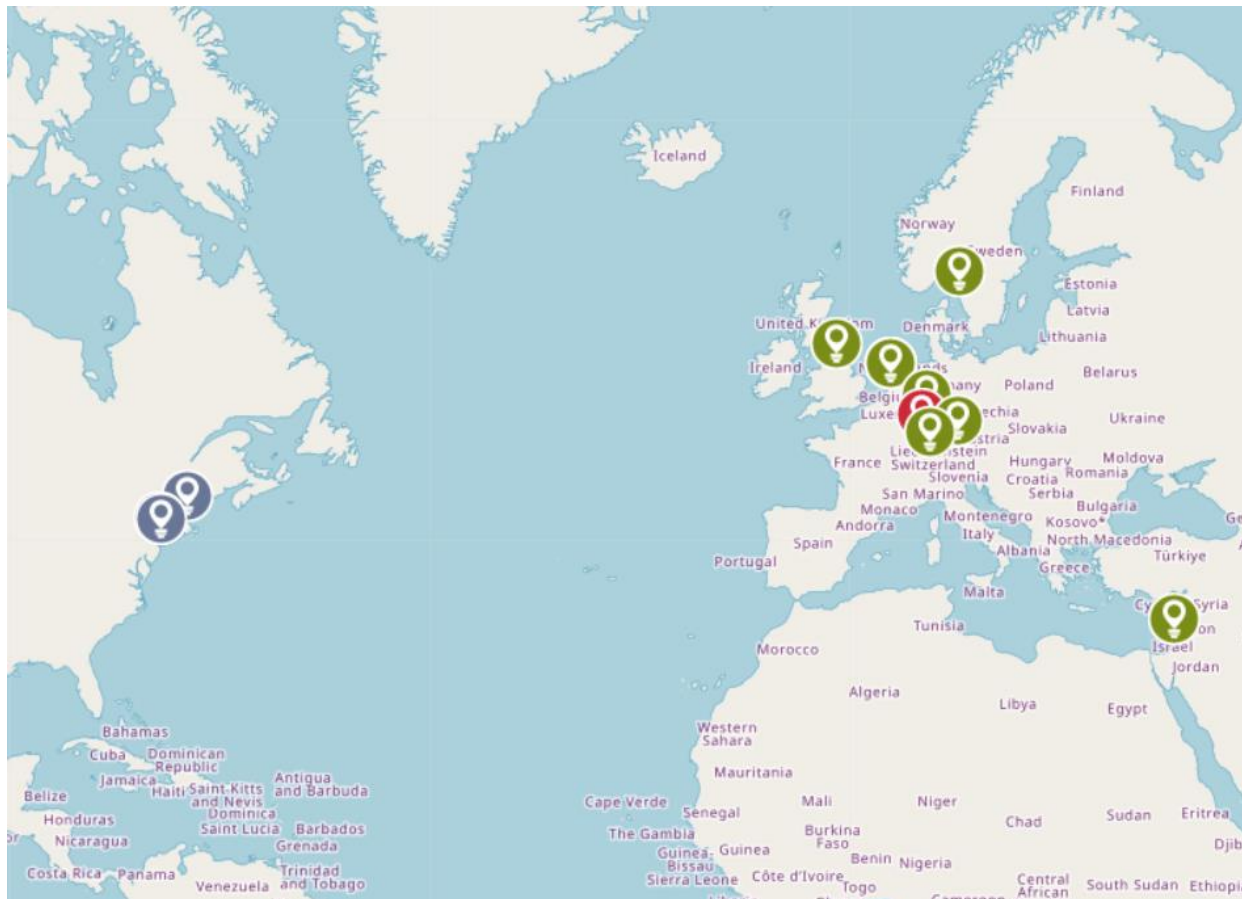 Iceland
Finland
Norway
Sweden
Estonia
Latvia
United Kingdom
Denmark
Lithuania
Ireland
Belarus
Poland
Ukraine
Slovakia
Liechtenstein
France
Switzerland
Hungary
Moldova
Slovenia
Croatia
Romania
San Marino
Serbia
Monaco
Bulgaria
Andorra
Montenegro
Kosovo*
Spain
Italy
North Macedonia
Portugal
Albania
Türkiye
Greece
Malta
Syria
Tunisia
Israel
Morocco
Jordan
Algeria
Libya
Egypt
Western
Sahara
Bahamas
Cuba
Dominican
Republic
Mauritania
Jamaica
Haiti
Saint Kitts
and Nevis
Antigua
and Barbuda
Belize
Cape Verde
Senegal
Mali
Niger
Chad
Sudan
Eritrea
Honduras
Dominica
Saint Lucia
Barbados
The Gambia
Burkina
Faso
Nicaragua
Grenada
Guinea-
Bissau
Guinea
Benin
Nigeria
Costa Rica
Panama
Venezuela
Trinidad
and Tobago
Sierra Leone
Côte d'Ivoire
Togo
Central
African
South Sudan
Ethiopi